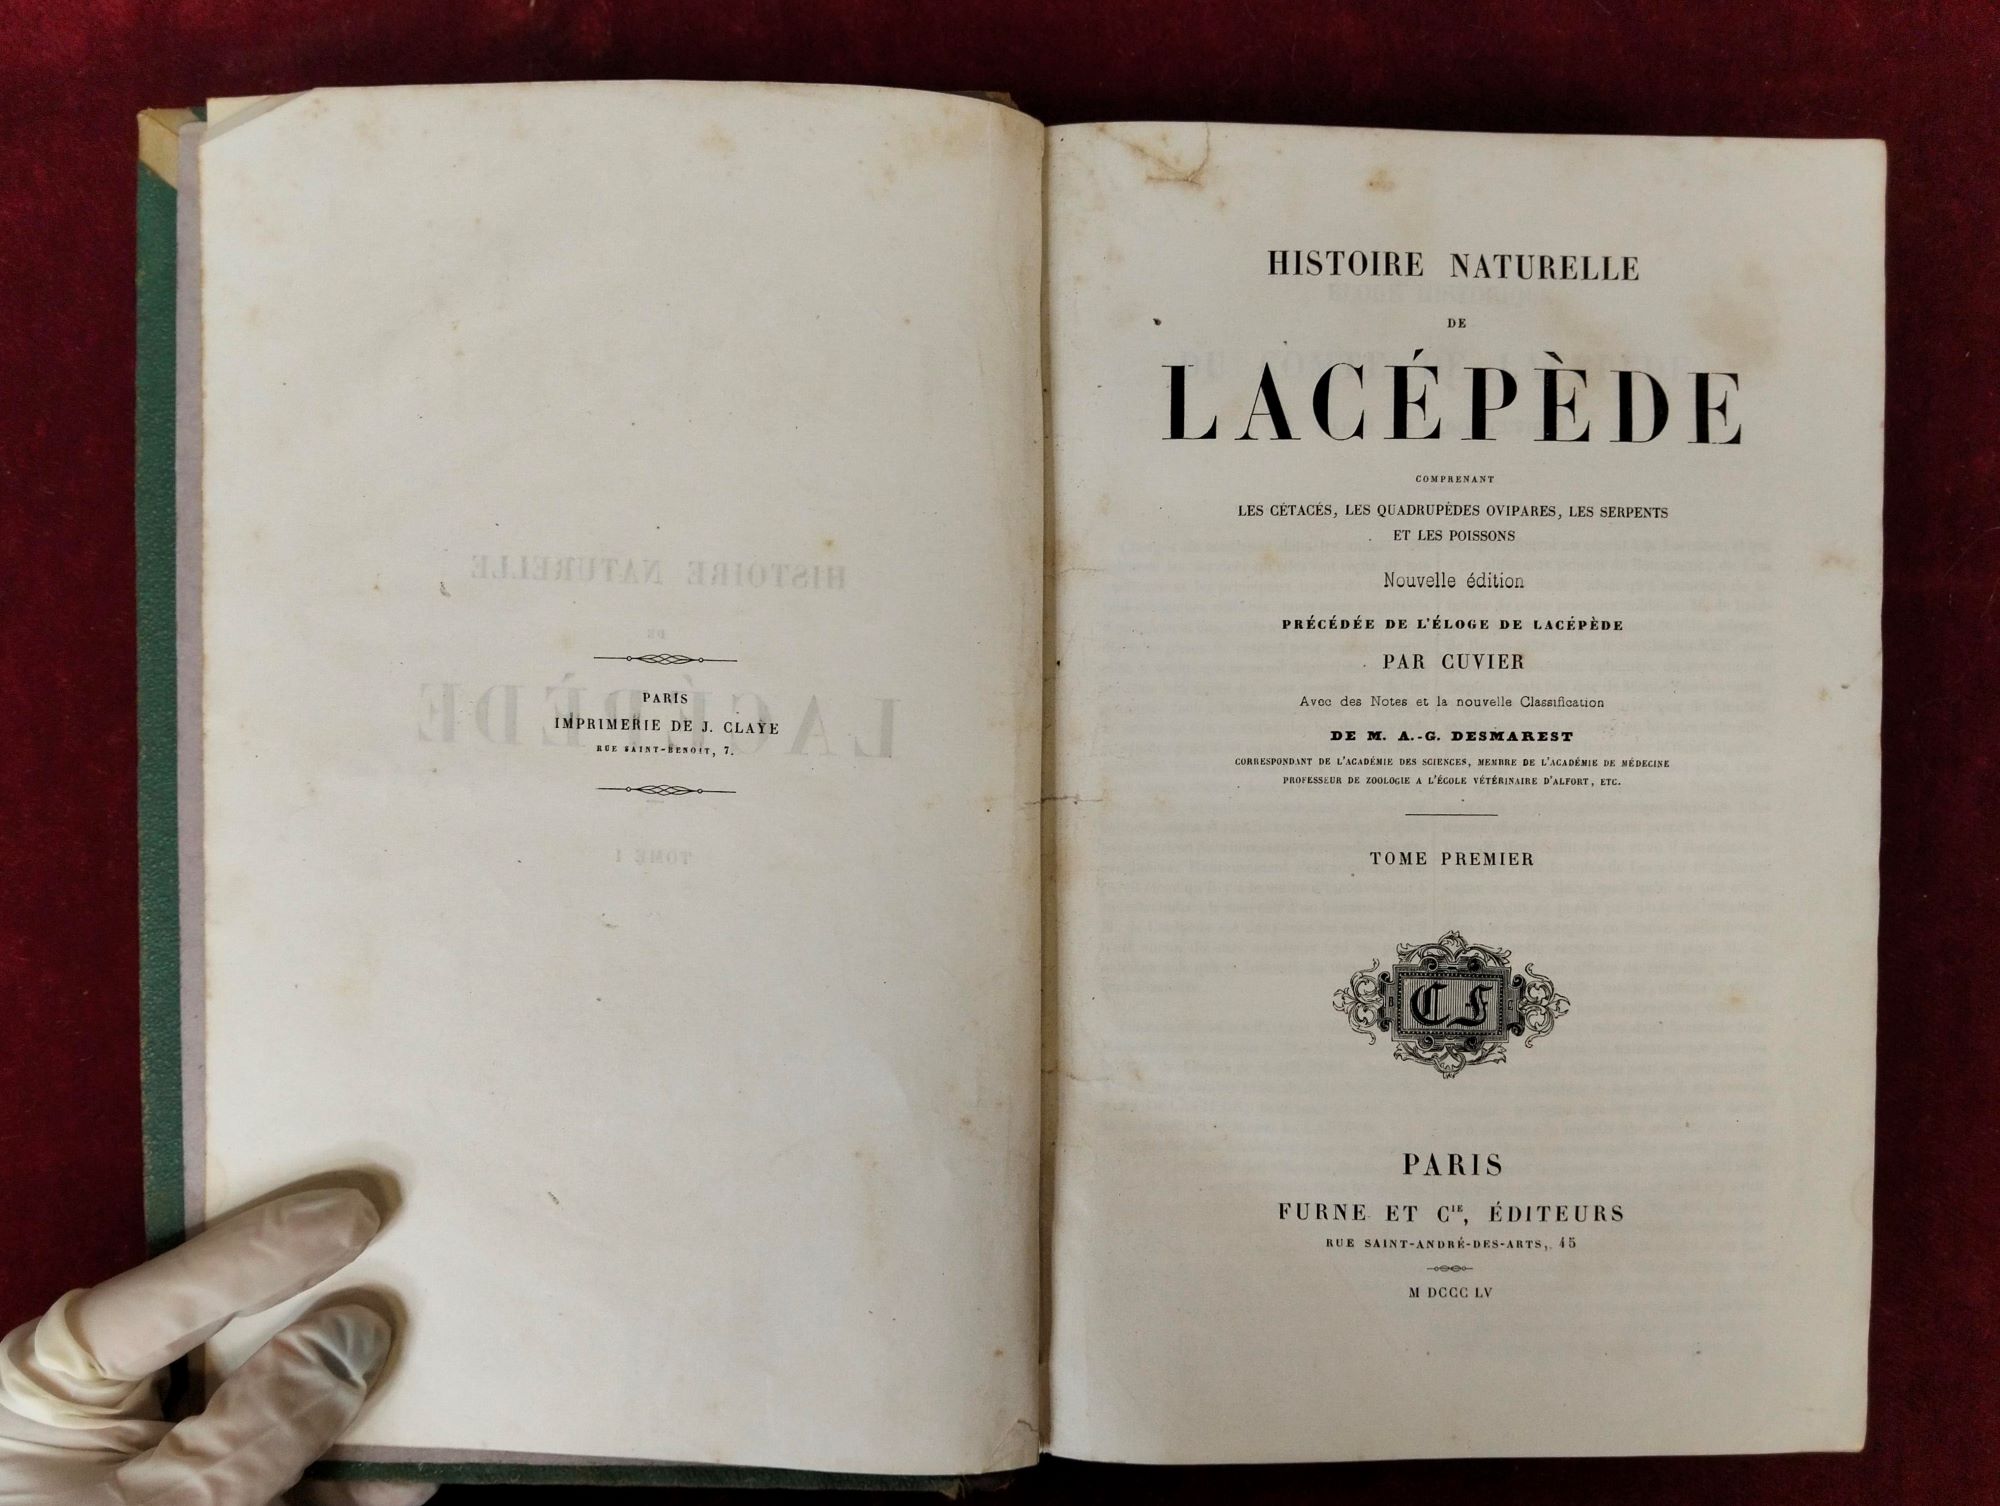 PARIS
IMPRIMERIE DE J. CLAYE
RUE SAINT-BENOIT, 7.
HISTOIRE NATURELLE
DE
LACÉPÈDE
COMPRENANT
LES CÉTACÉS, LES QUADRUPÈDES OVIPARES, LES SERPENTS
ET LES POISSONS
Nouvelle édition
PRÉCÉDÉE DE L'ÉLOGE DE LACÉPÈDE
PAR CUVIER
Avec des Notes et la nouvelle Classification
DE M. A.-G. DESMAREST
CORRESPONDANT DE L'ACADÉMIE DES SCIENCES, MEMBRE DE L'ACADÉMIE DE MÉDECINE
PROFESSEUR DE ZOOLOGIE A L'ÉCOLE VÉTÉRINAIRE D'ALFORT, ETC.
TOME PREMIER
CF
PARIS
FURNE ET CIE, ÉDITEURS
RUE SAINT-ANDRÉ-DES-ARTS, 45
M DCCC LV